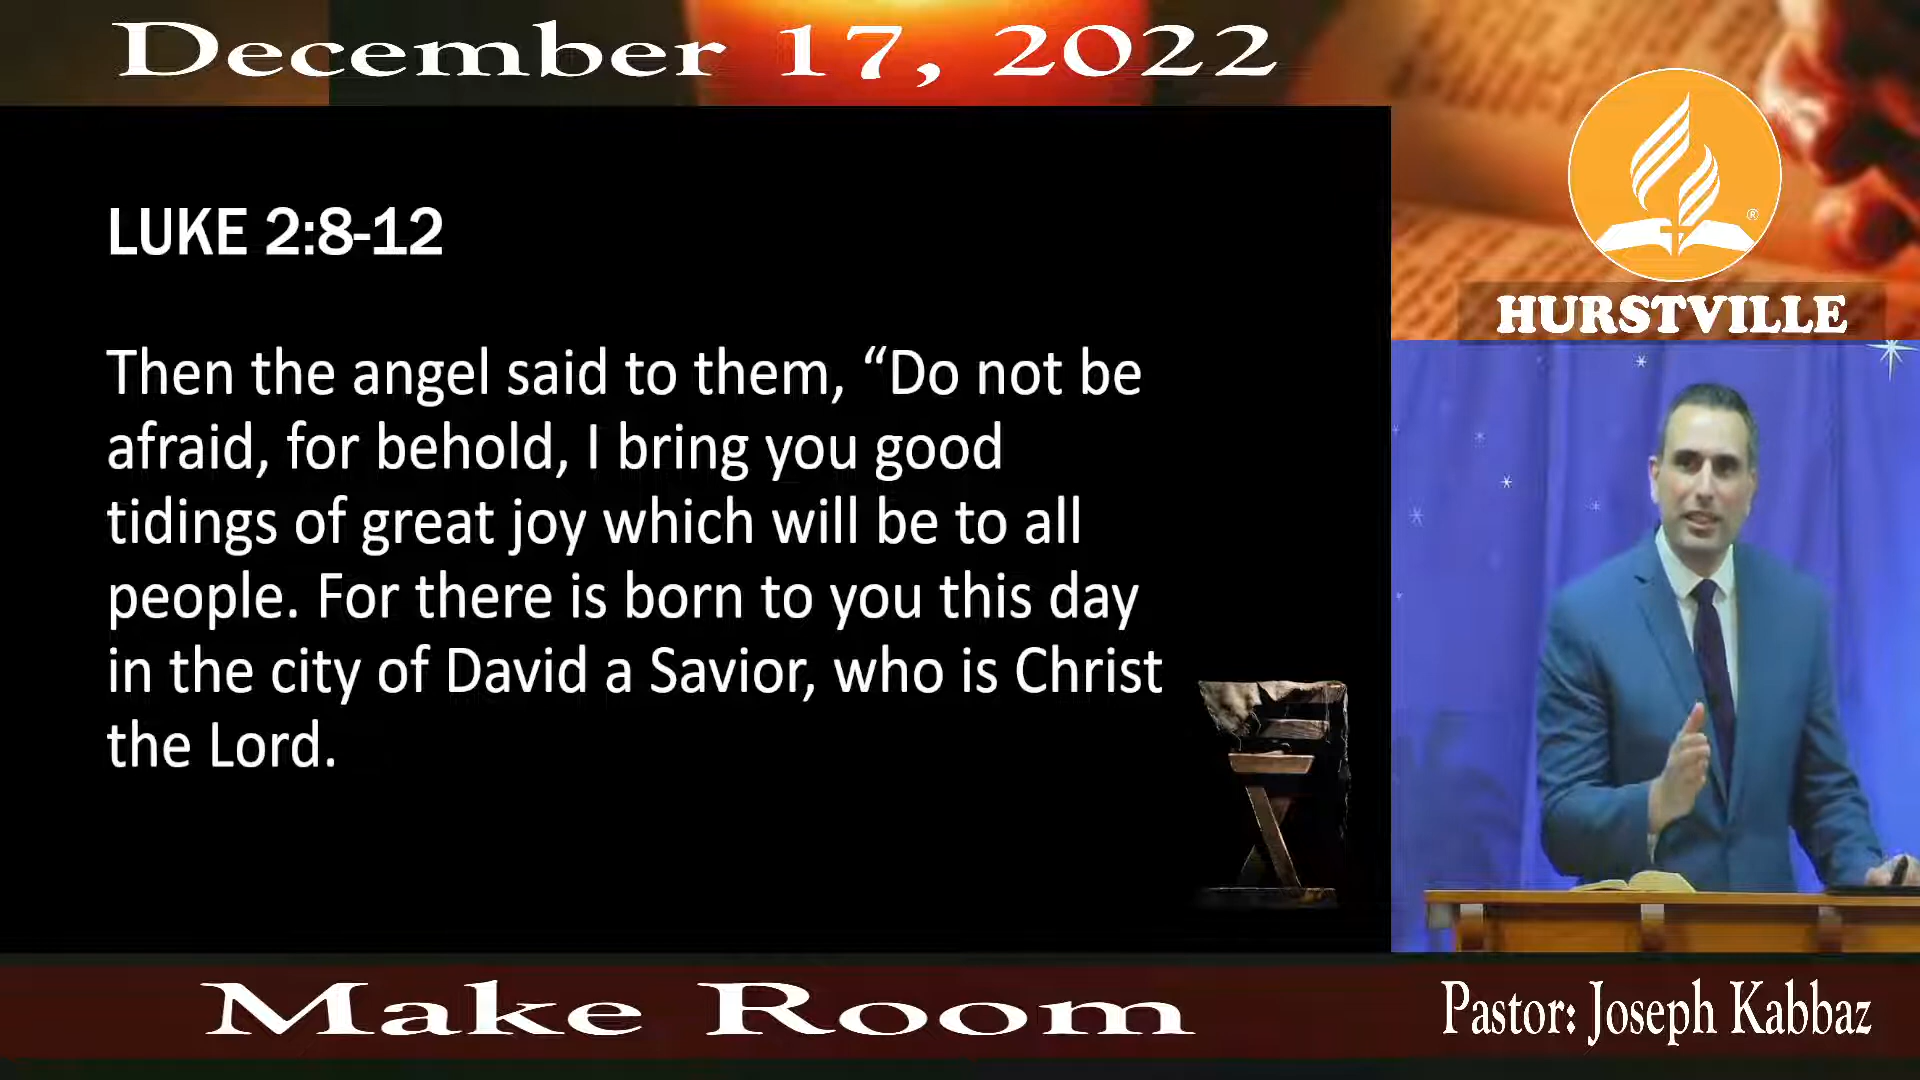 December 17, 2022
HURSTVILLE
LUKE 2:8-12
Then the angel said to them, “Do not be
afraid, for behold, I bring you good
tidings of great joy which will be to all
people. For there is born to you this day
in the city of David a Savior, who is Christ
the Lord.
Make Room
Pastor: Joseph Kabbaz